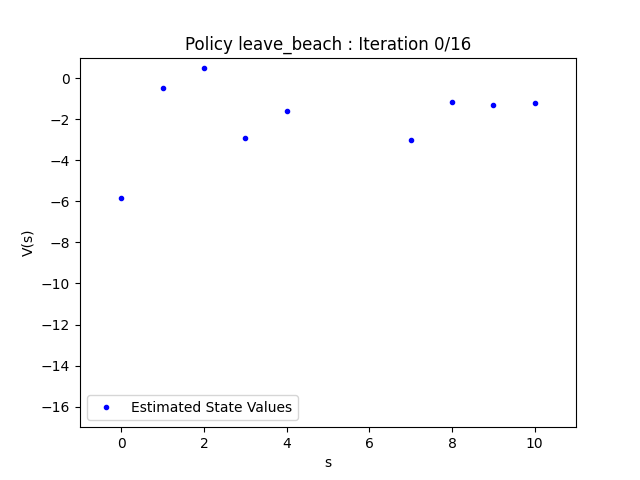 Policy leave_beach : Iteration 0/16
0
−2
−4
−6
−8
−10
−12
−14
−16
V(s)
Estimated State Values
0 2 4 6 8 10
s